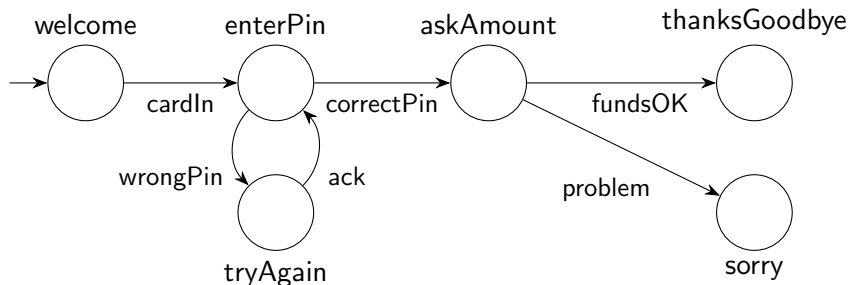 welcome
enterPin
askAmount
thanksGoodbye
cardIn
correctPin
fundsOK
wrongPin
ack
problem
tryAgain
sorry